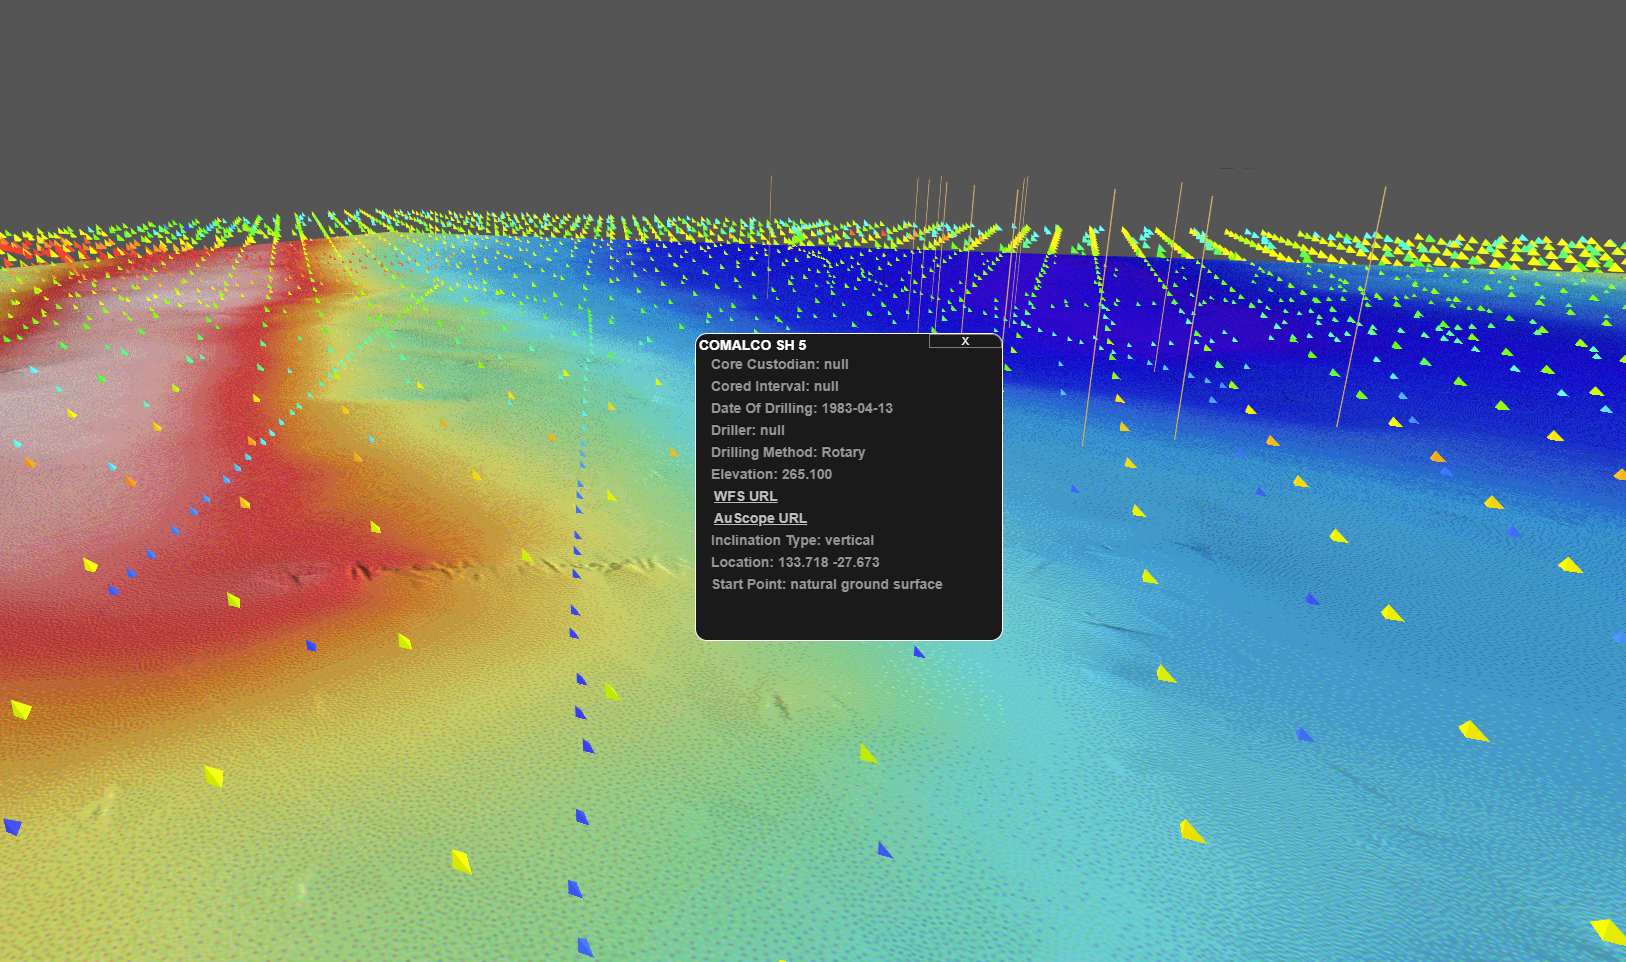 COMALCO SH 5
X
Core Custodian: null
Cored Interval: null
Date Of Drilling: 1983-04-13
Driller: null
Drilling Method: Rotary
Elevation: 265.100
WFS URL
AuScope URL
Inclination Type: vertical
Location: 133.718 -27.673
Start Point: natural ground surface